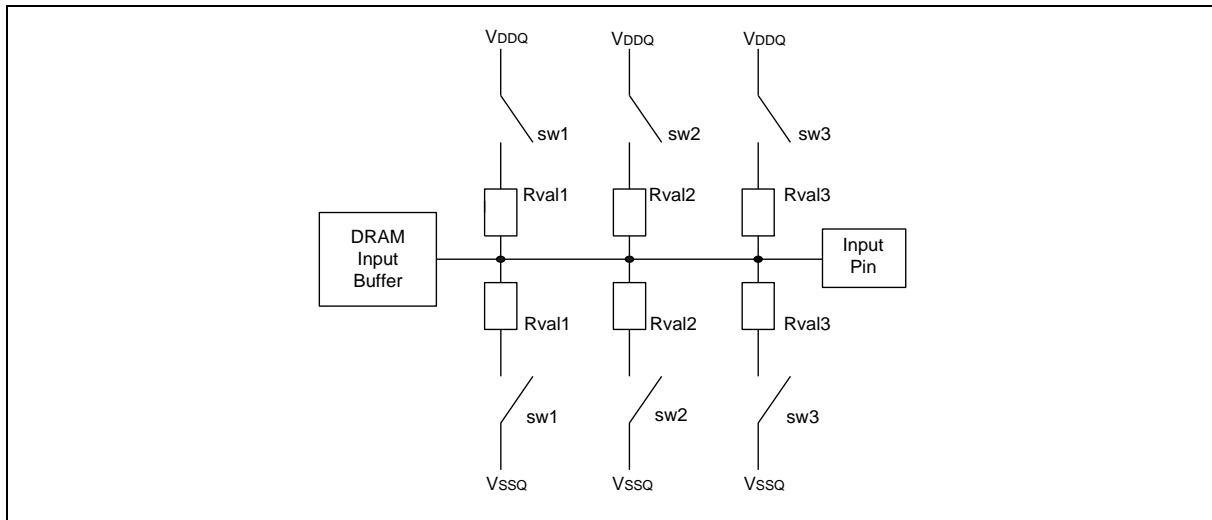 VDDQ VDDQ VDDQ
sw1 sw2 sw3
Rval1 Rval2 Rval3
DRAM
Input
Buffer
Input
Pin
Rval1 Rval2 Rval3
sw1 sw2 sw3
VSSQ VSSQ VSSQ